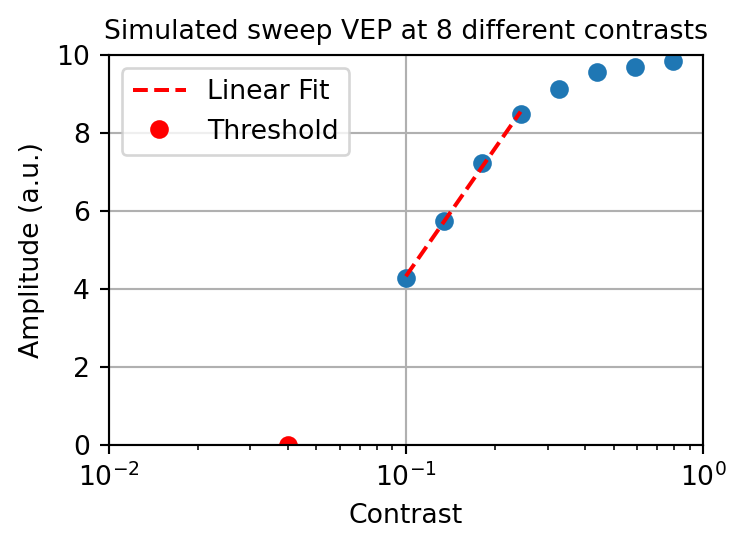 Simulated sweep VEP at 8 different contrasts
10
8
6
4
2
0
Amplitude (a.u.)
Linear Fit
Threshold
10⁻² 10⁻¹ 10⁰
Contrast